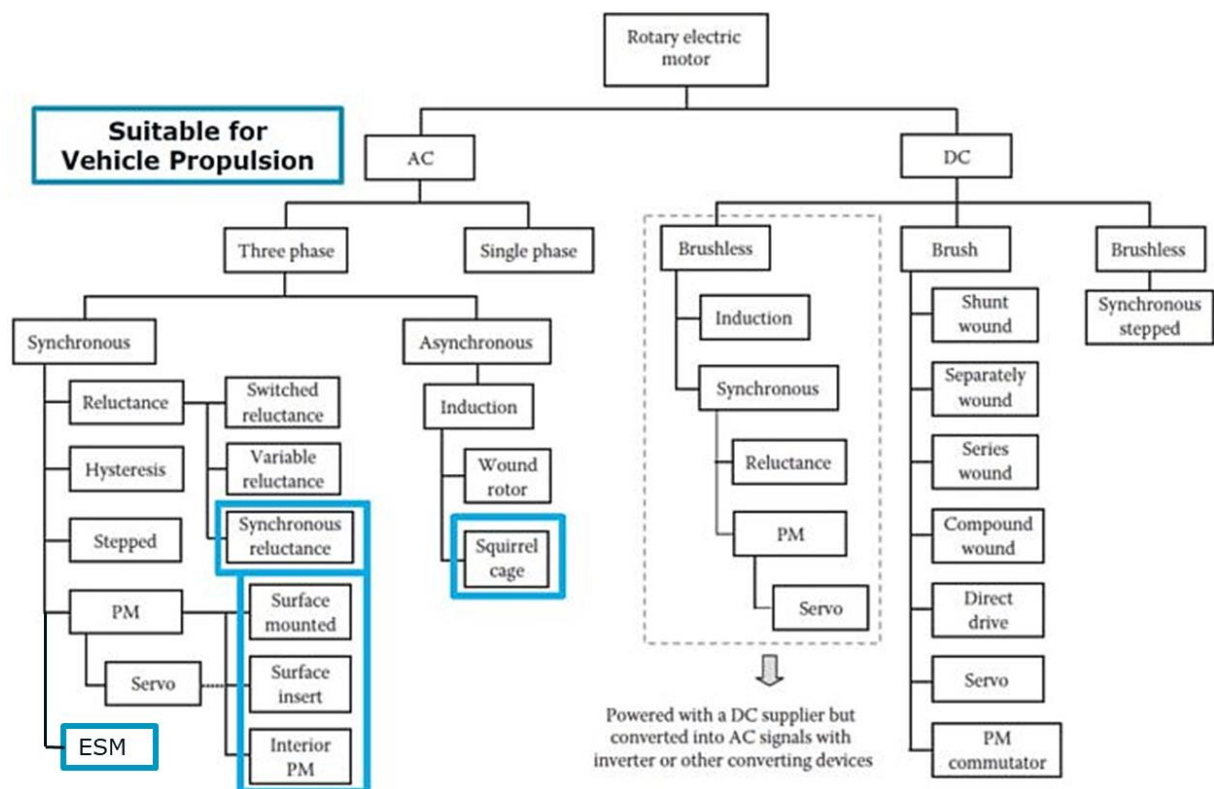 Rotary electric
motor
Suitable for
Vehicle Propulsion
AC
DC
Three phase
Single phase
Brushless
Brush
Brushless
Synchronous
Asynchronous
Induction
Shunt
wound
Synchronous
stepped
Reluctance
Switched
reluctance
Induction
Synchronous
Separately
wound
Hysteresis
Variable
reluctance
Wound
rotor
Reluctance
Series
wound
Stepped
Synchronous
reluctance
Squirrel
cage
PM
Compound
wound
PM
Surface
mounted
Servo
Direct
drive
Servo
Surface
insert
Servo
ESM
Interior
PM
Powered with a DC supplier but
converted into AC signals with
inverter or other converting devices
PM
commutator